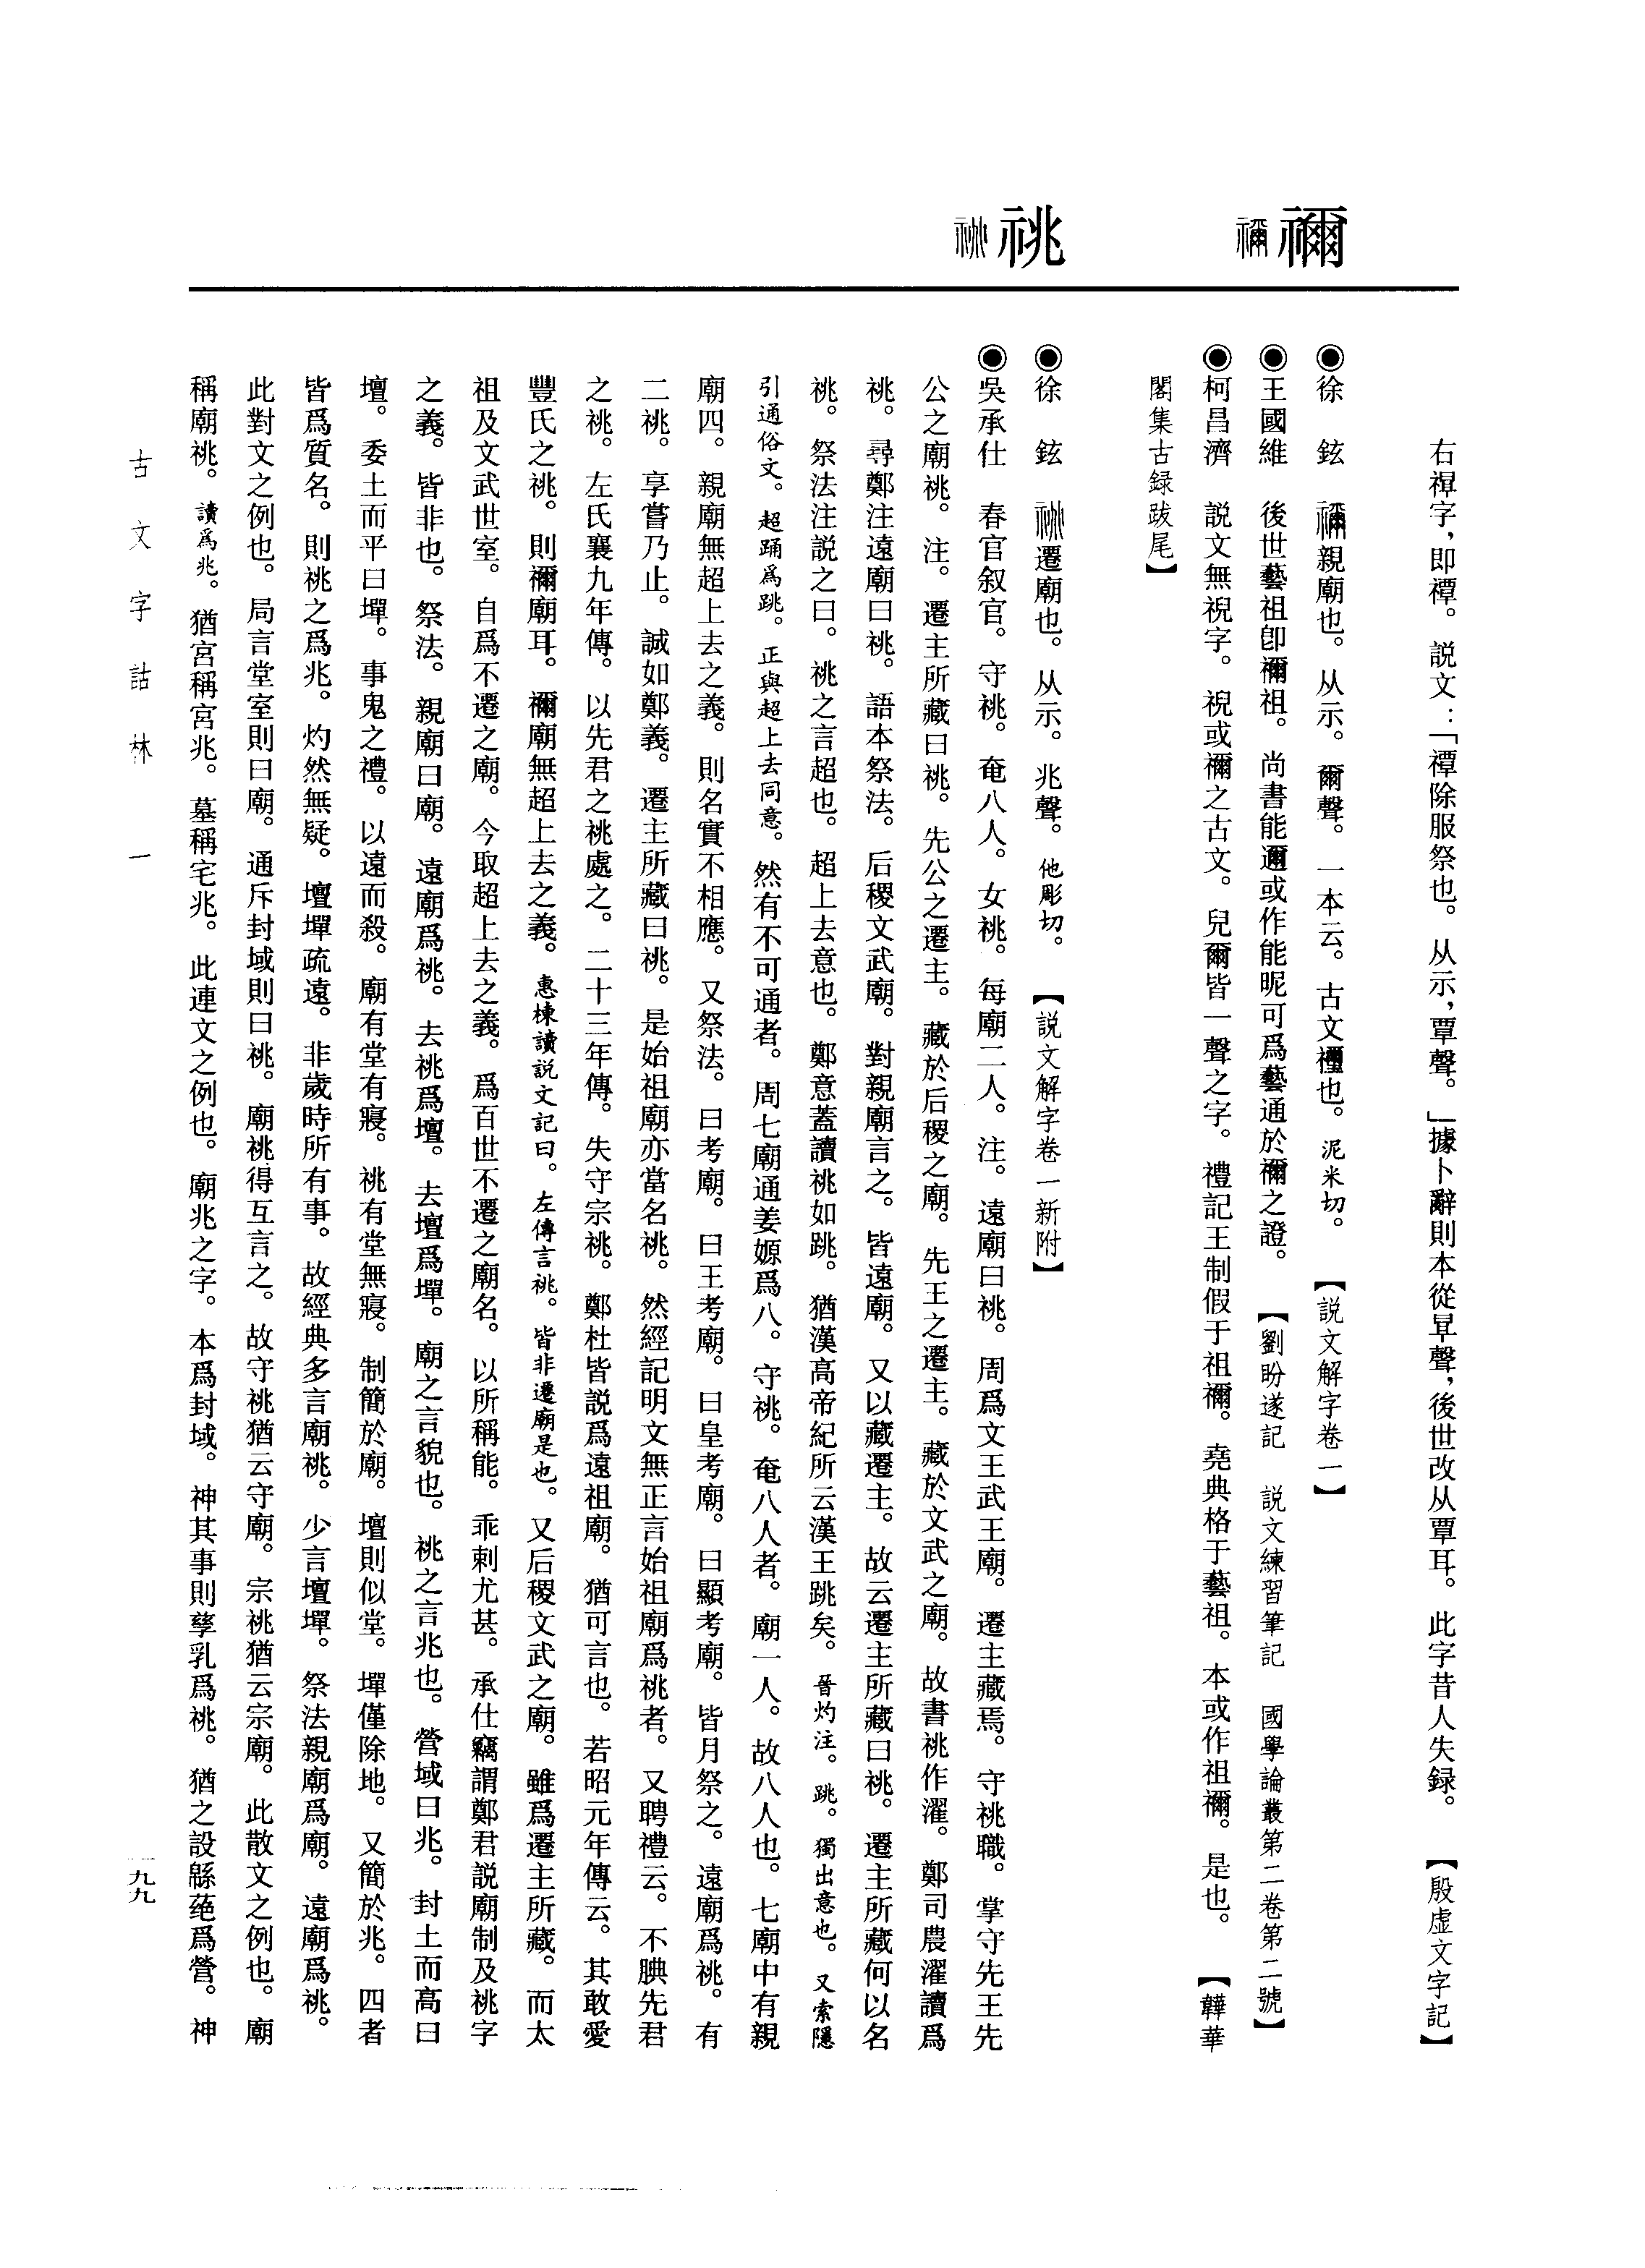 禰 禰
祧 祧
右禫字，即禫。説文：「禫除服祭也。从示，覃聲。」據卜辭則本從㫗聲，後世改从覃耳。此字昔人失録。　【殷虚文字記】
◉徐　鉉　禰親廟也。从示。爾聲。一本云。古文禮也。泥米切。　【説文解字卷一】
◉王國維　後世藝祖卽禰祖。尚書能邇或作能昵可爲藝通於禰之證。　【劉盼遂記　説文練習筆記　國學論叢第二卷第二號】
◉柯昌濟　説文無祝字。祝或禰之古文。兒爾皆一聲之字。禮記王制假于祖禰。堯典格于藝祖。本或作祖禰。是也。　【韡華
閣集古録跋尾】
◉徐　鉉　祧遷廟也。从示。兆聲。他彫切。　【説文解字卷一新附】
◉吳承仕　春官叙官。守祧。奄八人。女祧。每廟二人。注。遠廟曰祧。周爲文王武王廟。遷主藏焉。守祧職。掌守先王先
公之廟祧。注。遷主所藏曰祧。先公之遷主。藏於后稷之廟。先王之遷主。藏於文武之廟。故書祧作濯。鄭司農濯讀爲
祧。尋鄭注遠廟曰祧。語本祭法。后稷文武廟。對親廟言之。皆遠廟。又以藏遷主。故云遷主所藏曰祧。遷主所藏何以名
祧。祭法注説之曰。祧之言超也。超上去意也。鄭意蓋讀祧如跳。猶漢高帝紀所云漢王跳矣。晉灼注。跳。獨出意也。又索隱
引通俗文。超踊爲跳。正與超上去同意。然有不可通者。周七廟通姜嫄爲八。守祧。奄八人者。廟一人。故八人也。七廟中有親
廟四。親廟無超上去之義。則名實不相應。又祭法。曰考廟。曰王考廟。曰皇考廟。曰顯考廟。皆月祭之。遠廟爲祧。有
二祧。享嘗乃止。誠如鄭義。遷主所藏曰祧。是始祖廟亦當名祧。然經記明文無正言始祖廟爲祧者。又聘禮云。不腆先君
之祧。左氏襄九年傳。以先君之祧處之。二十三年傳。失守宗祧。鄭杜皆説爲遠祖廟。猶可言也。若昭元年傳云。其敢愛
豐氏之祧。則禰廟耳。禰廟無超上去之義。惠棟讀説文記曰。左傳言祧。皆非遷廟是也。又后稷文武之廟。雖爲遷主所藏。而太
祖及文武世室。自爲不遷之廟。今取超上去之義。爲百世不遷之廟名。以所稱能。乖剌尤甚。承仕竊謂鄭君説廟制及祧字
之義。皆非也。祭法。親廟曰廟。遠廟爲祧。去祧爲壇。去壇爲墠。廟之言貌也。祧之言兆也。營域曰兆。封土而高曰
壇。委土而平曰墠。事鬼之禮。以遠而殺。廟有堂有寢。祧有堂無寢。制簡於廟。壇則似堂。墠僅除地。又簡於兆。四者
皆爲質名。則祧之爲兆。灼然無疑。壇墠疏遠。非歲時所有事。故經典多言廟祧。少言壇墠。祭法親廟爲廟。遠廟爲祧。
此對文之例也。局言堂室則曰廟。通斥封域則曰祧。廟祧得互言之。故守祧猶云守廟。宗祧猶云宗廟。此散文之例也。廟
稱廟祧。讀爲兆。猶宮稱宮兆。墓稱宅兆。此連文之例也。廟兆之字。本爲封域。神其事則孳乳爲祧。猶之設緜蕝爲營。神
古文字詁林　一
一九九